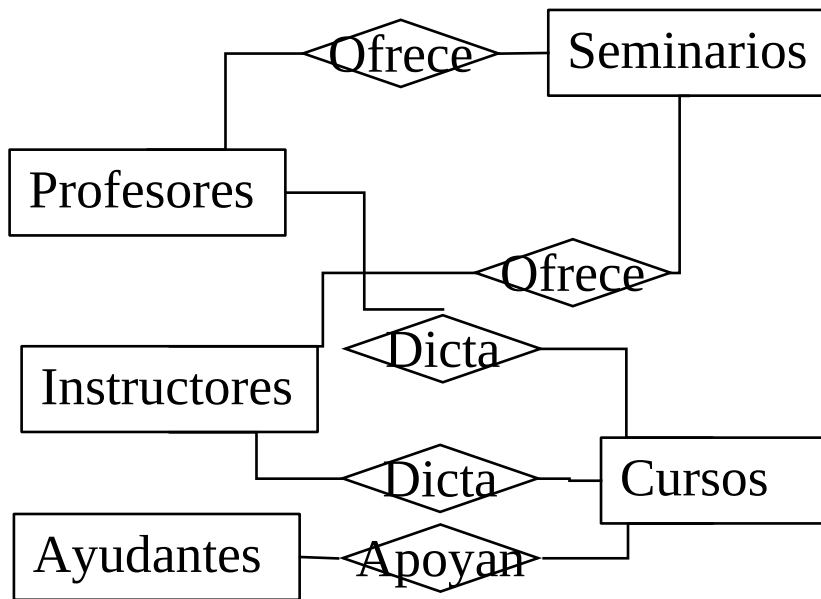 Ofrece
Seminarios
Profesores
Ofrece
Dicta
Instructores
Dicta
Cursos
Ayudantes
Apoyan